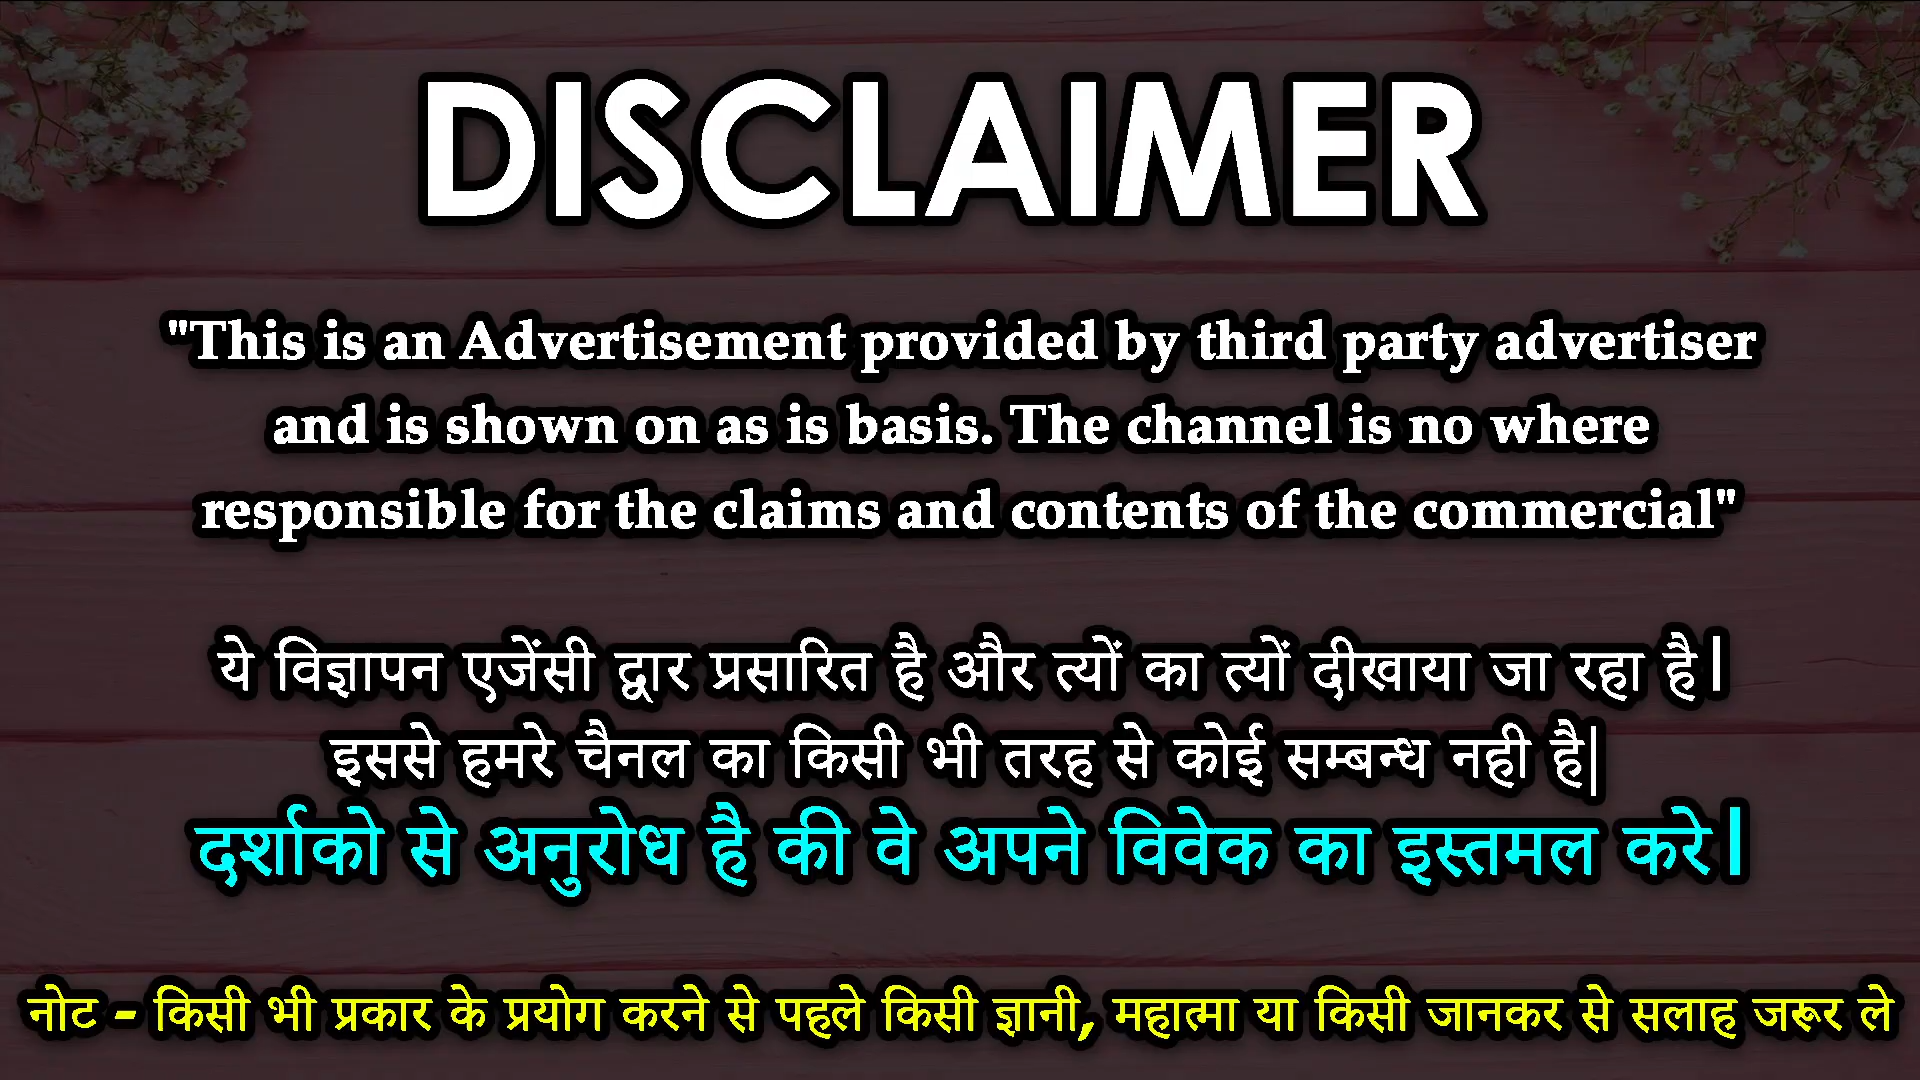 DISCLAIMER
"This is an Advertisement provided by third party advertiser
and is shown on as is basis. The channel is no where
responsible for the claims and contents of the commercial"
ये विज्ञापन एजेंसी द्वार प्रसारित है और त्यों का त्यों दीखाया जा रहा है।
इससे हमरे चैनल का किसी भी तरह से कोई सम्बन्ध नही है|
दर्शाको से अनुरोध है की वे अपने विवेक का इस्तमल करे।
नोट - किसी भी प्रकार के प्रयोग करने से पहले किसी ज्ञानी, महात्मा या किसी जानकर से सलाह जरूर ले